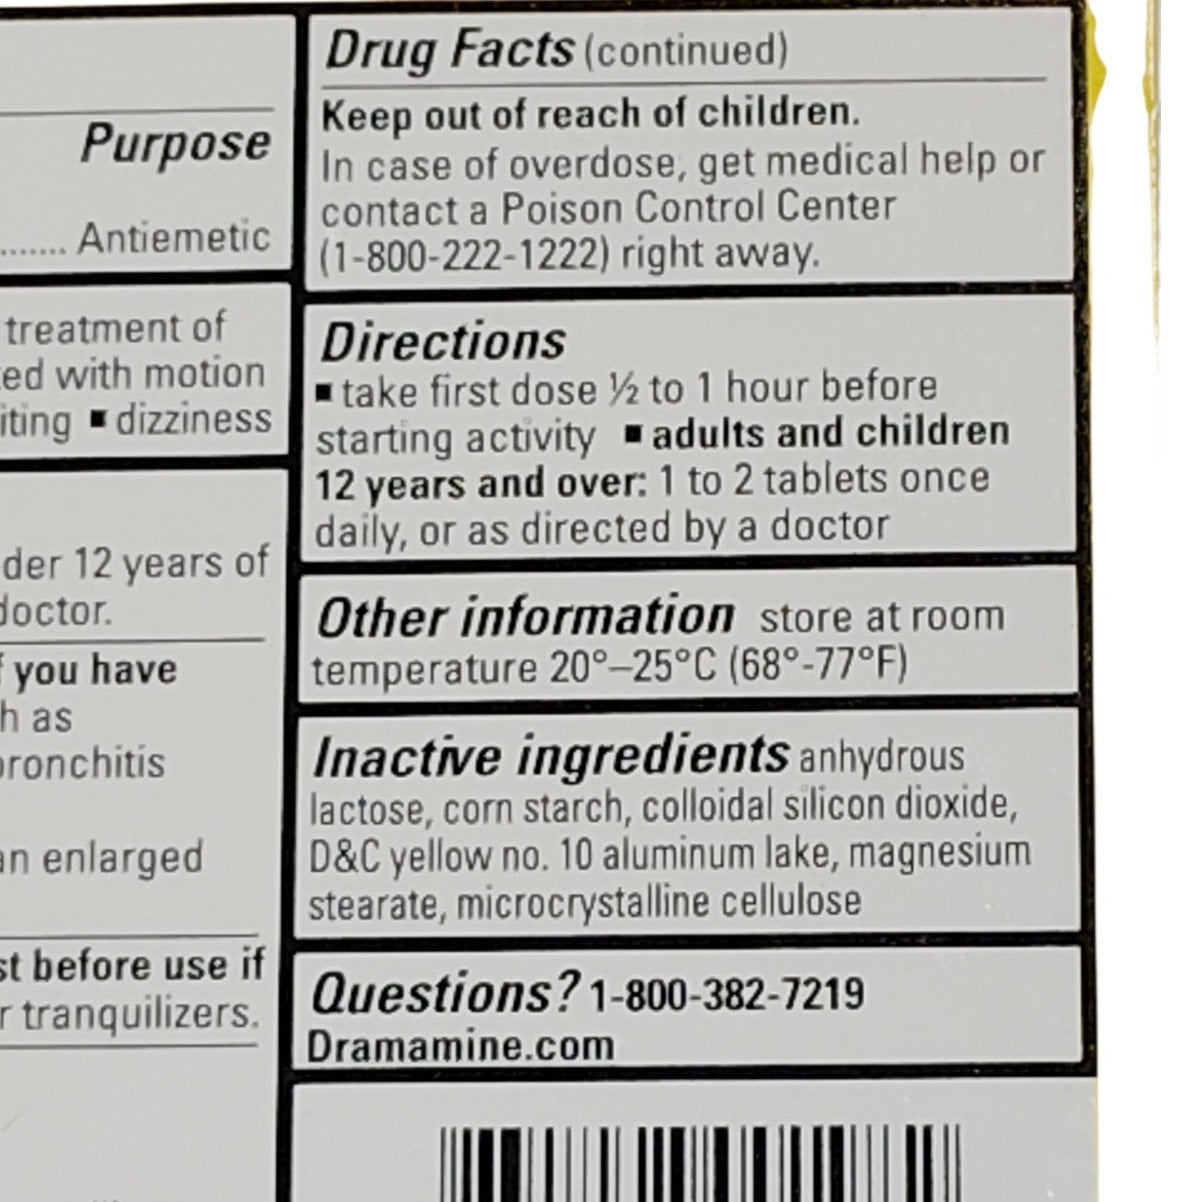 Purpose
....... Antiemetic
treatment of
with motion
■ dizziness
12 years of
doctor.
you have
as
bronchitis
enlarged
before use if
tranquilizers.
Drug Facts (continued)
Keep out of reach of children.
In case of overdose, get medical help or
contact a Poison Control Center
(1-800-222-1222) right away.
Directions
■ take first dose ½ to 1 hour before
starting activity ■ adults and children
12 years and over: 1 to 2 tablets once
daily, or as directed by a doctor
Other information store at room
temperature 20°–25°C (68°-77°F)
Inactive ingredients anhydrous
lactose, corn starch, colloidal silicon dioxide,
D&C yellow no. 10 aluminum lake, magnesium
stearate, microcrystalline cellulose
Questions? 1-800-382-7219
Dramamine.com